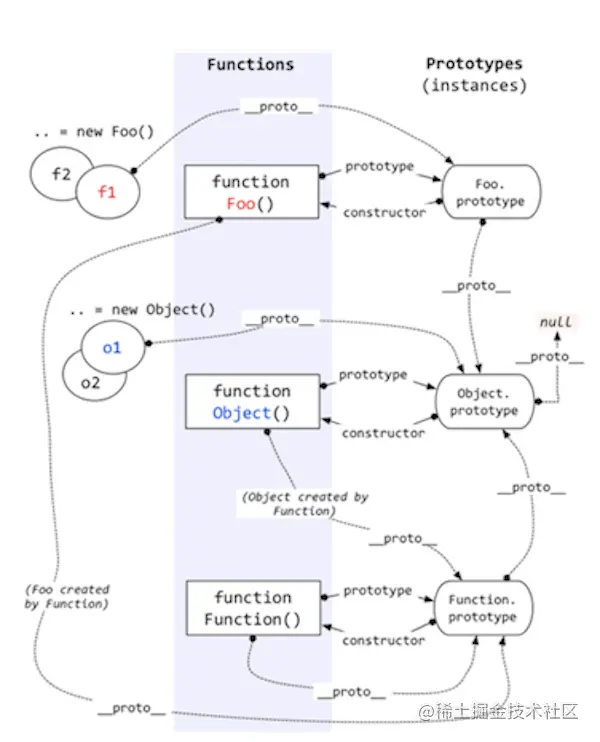 Functions
Prototypes
(instances)
__proto__
.. = new Foo()
f2
f1
function
Foo()
prototype
constructor
Foo.
prototype
__proto__
.. = new Object()
__proto__
null
__proto__
o1
o2
function
Object()
prototype
constructor
Object.
prototype
(Object created by
Function)
__proto__
__proto__
(Foo created
by Function)
function
Function()
prototype
constructor
Function.
prototype
__proto__
__proto__
@稀土掘金技术社区